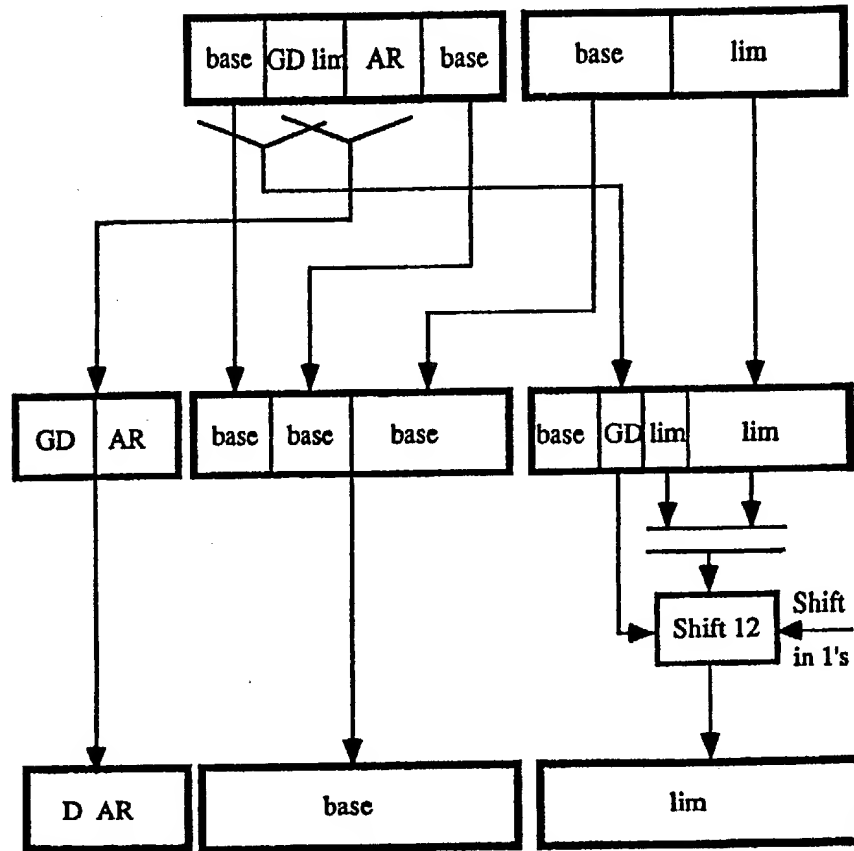 base GD lim AR base base lim
GD AR base base base base GD lim lim
Shift 12 Shift
in 1's
D AR base lim